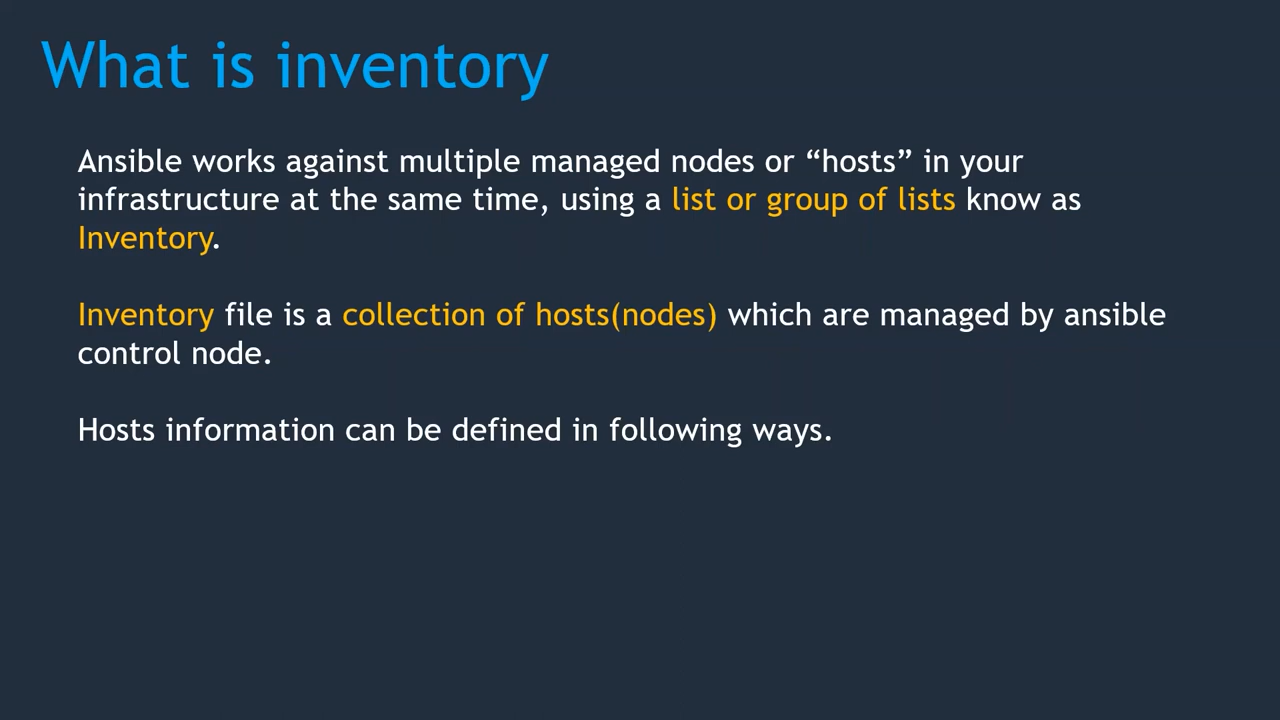 What is inventory
Ansible works against multiple managed nodes or “hosts” in your
infrastructure at the same time, using a list or group of lists know as
Inventory.
Inventory file is a collection of hosts(nodes) which are managed by ansible
control node.
Hosts information can be defined in following ways.